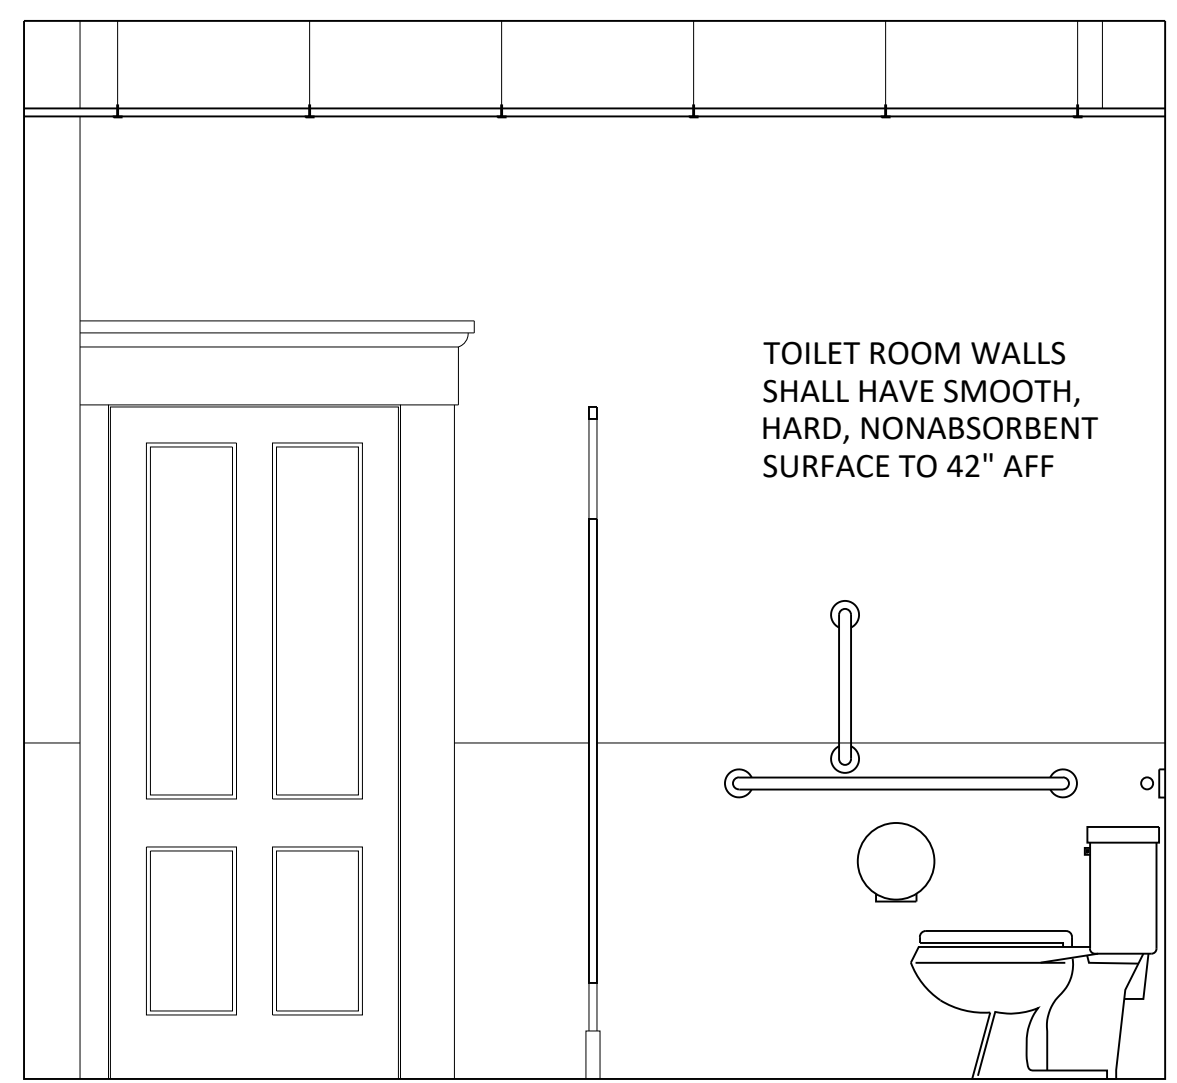 TOILET ROOM WALLS
SHALL HAVE SMOOTH,
HARD, NONABSORBENT
SURFACE TO 42" AFF